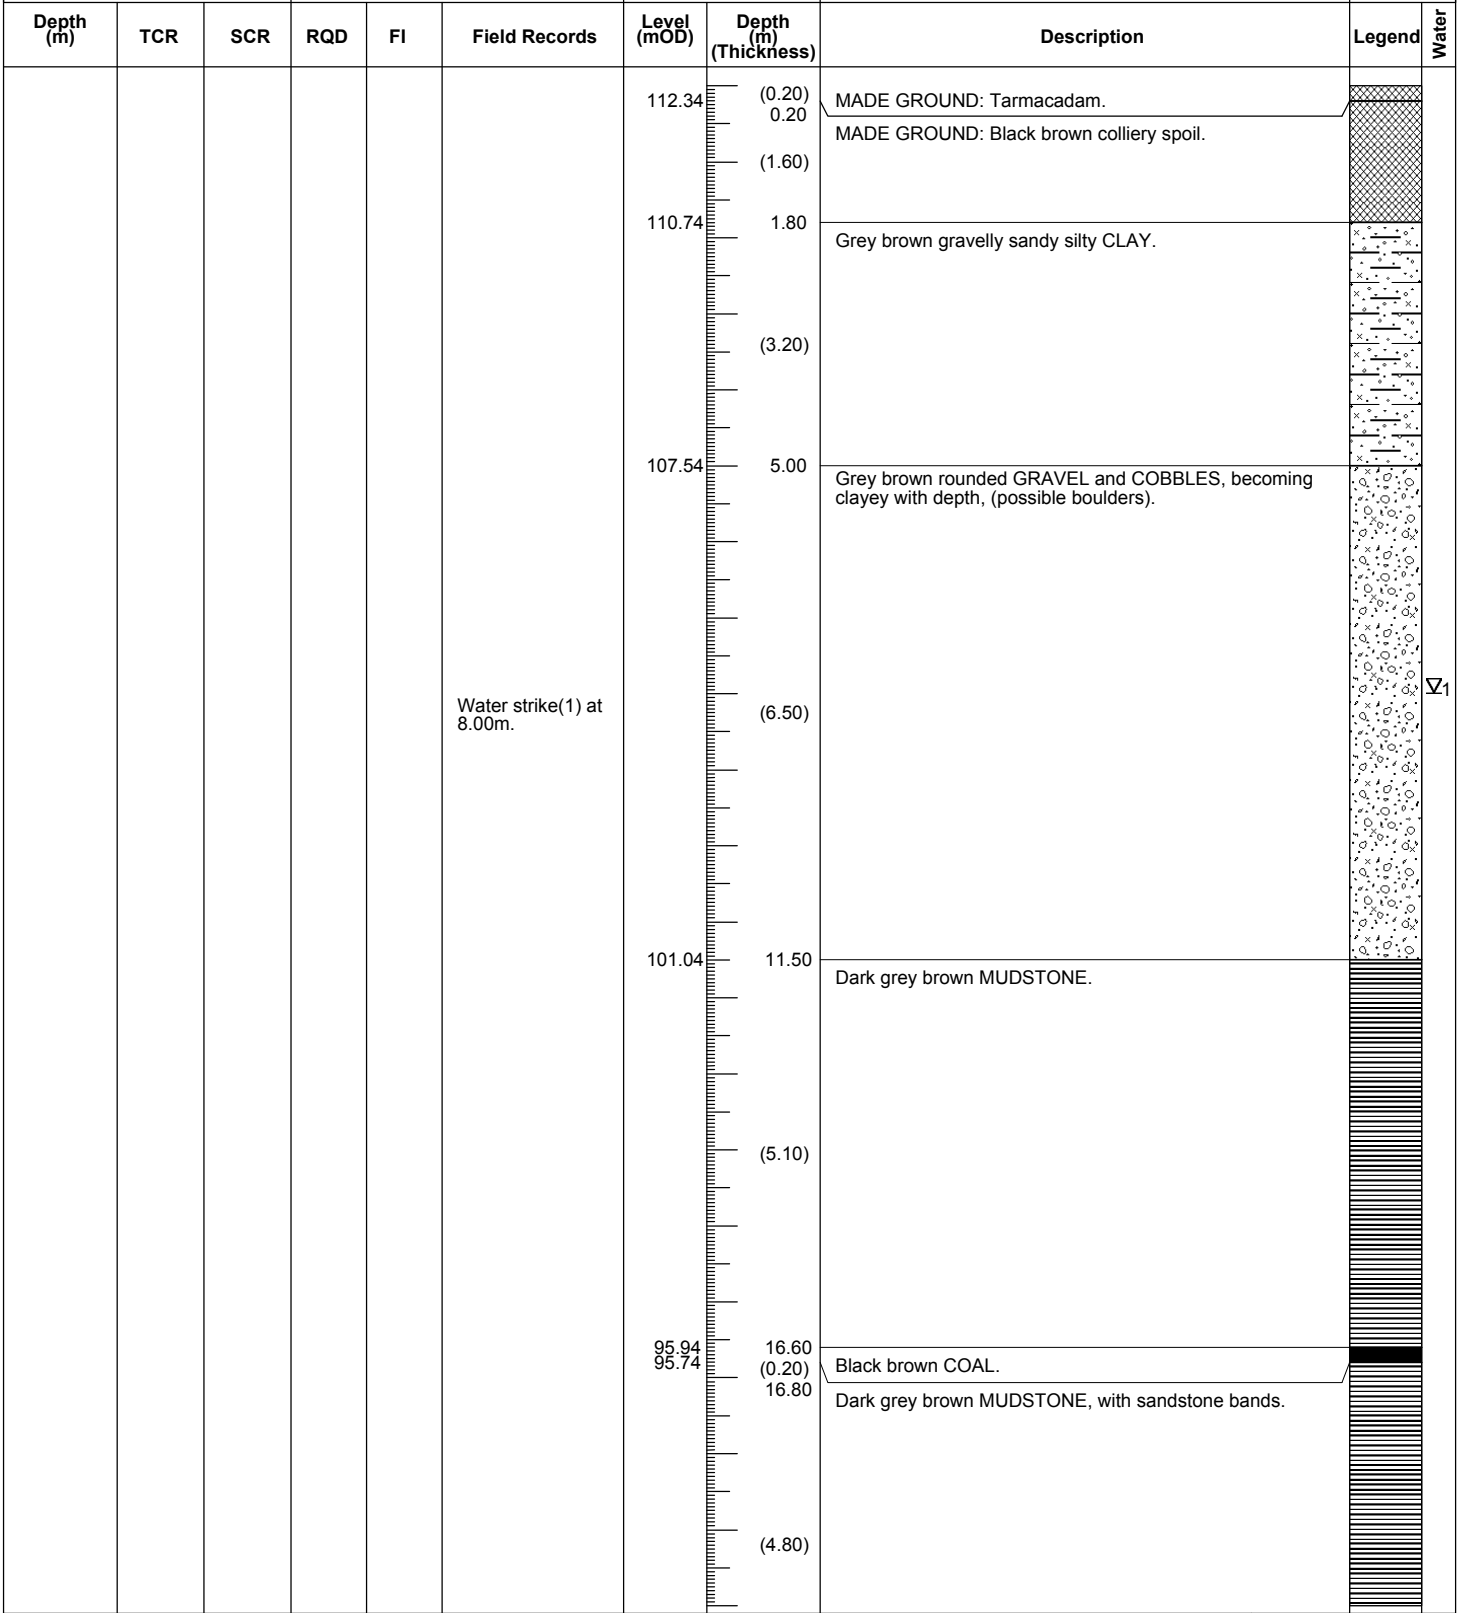 Depth (m) TCR SCR RQD FI Field Records Level (mOD) Depth (m) (Thickness) Description Legend Water
(0.20)
112.34 0.20 MADE GROUND: Tarmacadam.
MADE GROUND: Black brown colliery spoil.
(1.60)
110.74 1.80
Grey brown gravelly sandy silty CLAY.
(3.20)
107.54 5.00
Grey brown rounded GRAVEL and COBBLES, becoming
clayey with depth, (possible boulders).
1
Water strike(1) at
8.00m.
(6.50)
101.04 11.50
Dark grey brown MUDSTONE.
(5.10)
95.94 16.60
95.74 (0.20) Black brown COAL.
16.80
Dark grey brown MUDSTONE, with sandstone bands.
(4.80)